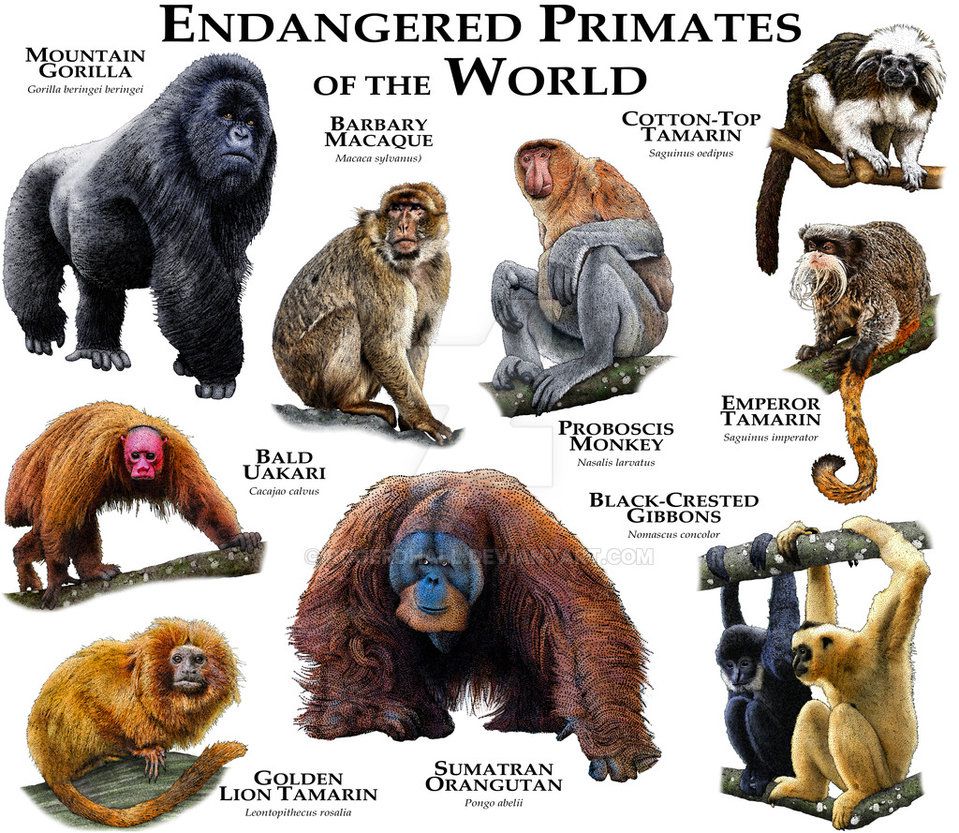 ENDANGERED PRIMATES
OF THE WORLD
MOUNTAIN
GORILLA
Gorilla beringei beringei
BARBARY
MACAQUE
Macaca sylvanus)
COTTON-TOP
TAMARIN
Saguinus oedipus
EMPEROR
TAMARIN
Saguinus imperator
PROBOSCIS
MONKEY
Nasalis larvatus
BALD
UAKARI
Cacajao calvus
BLACK-CRESTED
GIBBONS
Nomascus concolor
GOLDEN
LION TAMARIN
Leontopithecus rosalia
SUMATRAN
ORANGUTAN
Pongo abelii